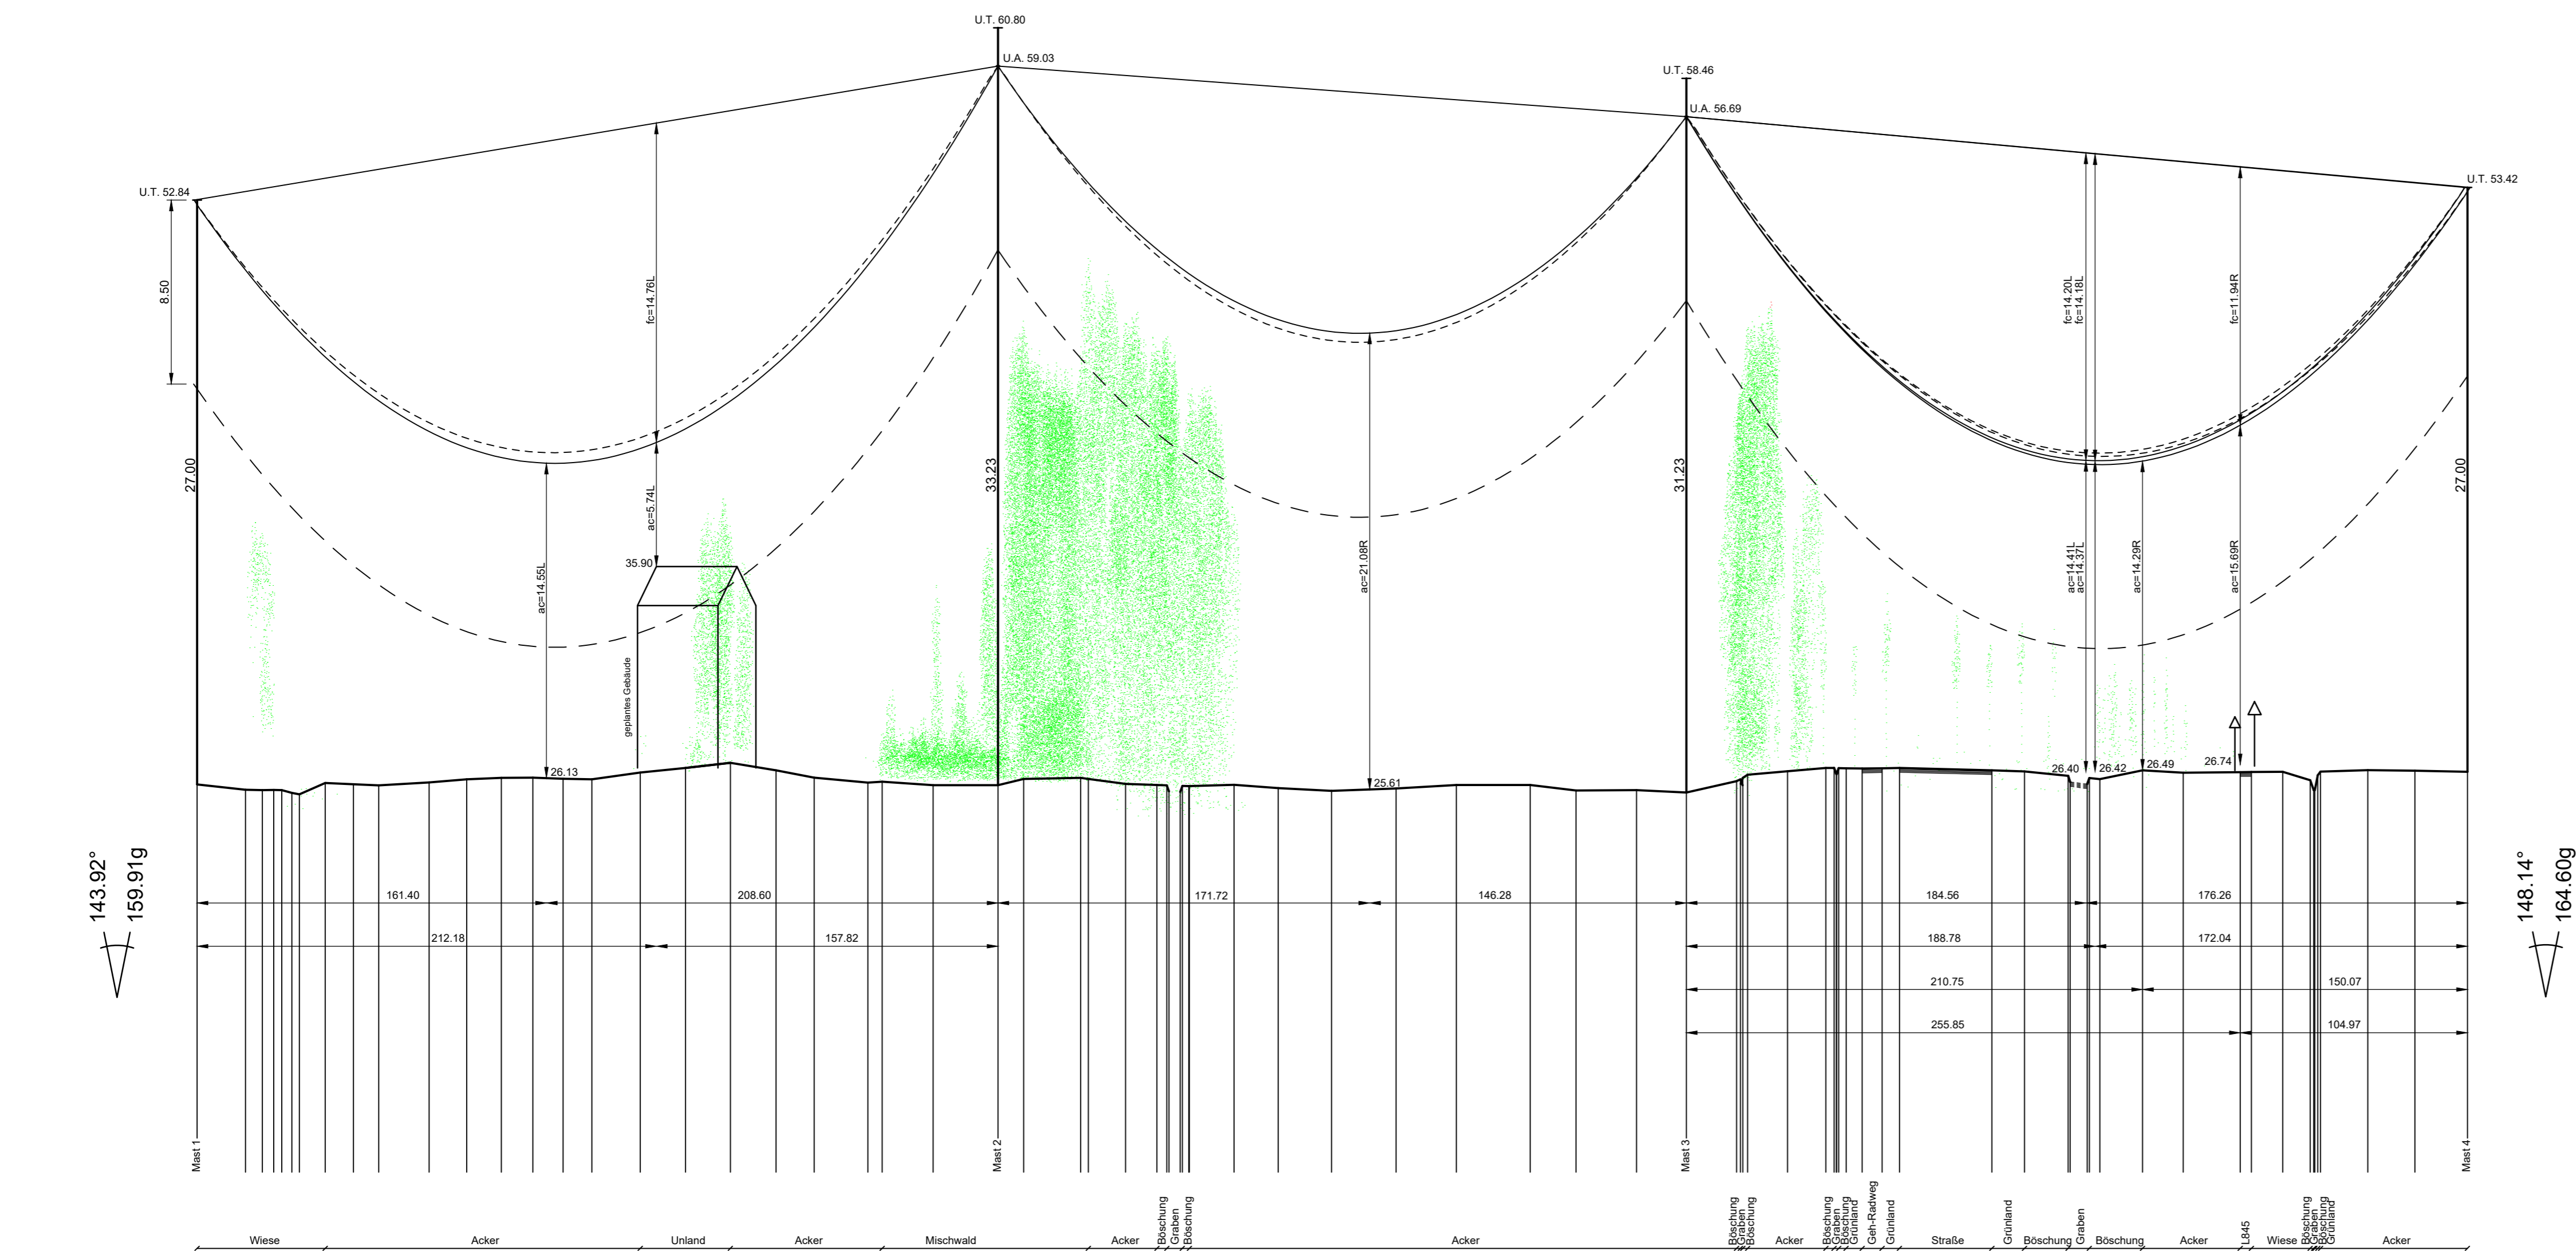 U.T. 60.80
U.A. 59.03
U.T. 58.46
U.A. 56.69
U.T. 52.84
U.T. 53.42
8.50
fc=14.76L
fc=14.20L
fc=14.18L
fc=11.94R
27.00
33.23
31.23
27.00
ac=5.74L
35.90
ac=14.55L
ac=21.08R
ac=14.41L
ac=14.37L
ac=14.29R
ac=15.69R
geplantes Gebäude
26.13
25.61
26.40
26.42
26.49
26.74
143.92°
159.91g
148.14°
164.60g
161.40
208.60
171.72
146.28
184.56
176.26
212.18
157.82
188.78
172.04
210.75
150.07
255.85
104.97
Mast 1
Mast 2
Mast 3
Mast 4
Wiese
Acker
Unland
Acker
Mischwald
Acker
Böschung
Graben
Böschung
Acker
Böschung
Graben
Böschung
Acker
Böschung
Graben
Böschung
Grünland
Geh-Radweg
Grünland
Straße
Grünland
Böschung
Graben
Böschung
Acker
L845
Wiese
Böschung
Graben
Böschung
Grünland
Acker